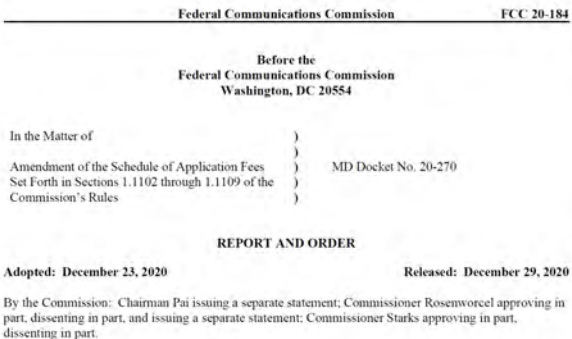 Federal Communications Commission FCC 20-184
Before the
Federal Communications Commission
Washington, DC 20554
In the Matter of )
)
Amendment of the Schedule of Application Fees ) MD Docket No. 20-270
Set Forth in Sections 1.1102 through 1.1109 of the )
Commission's Rules )
REPORT AND ORDER
Adopted: December 23, 2020 Released: December 29, 2020
By the Commission: Chairman Pai issuing a separate statement; Commissioner Rosenworcel approving in
part, dissenting in part, and issuing a separate statement; Commissioner Starks approving in part,
dissenting in part.